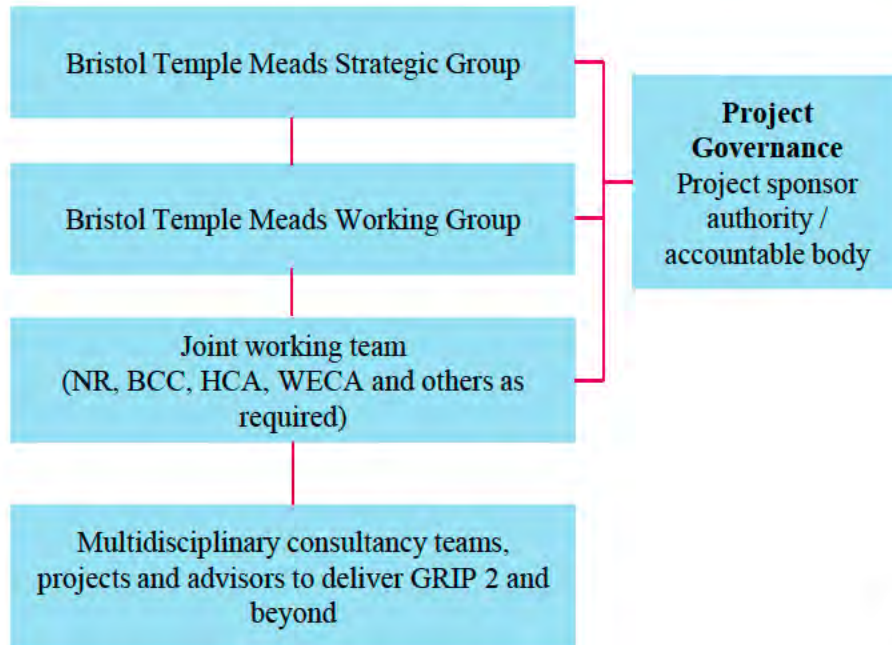 Bristol Temple Meads Strategic Group
Project
Governance
Project sponsor
authority /
accountable body
Bristol Temple Meads Working Group
Joint working team
(NR, BCC, HCA, WECA and others as
required)
Multidisciplinary consultancy teams,
projects and advisors to deliver GRIP 2 and
beyond